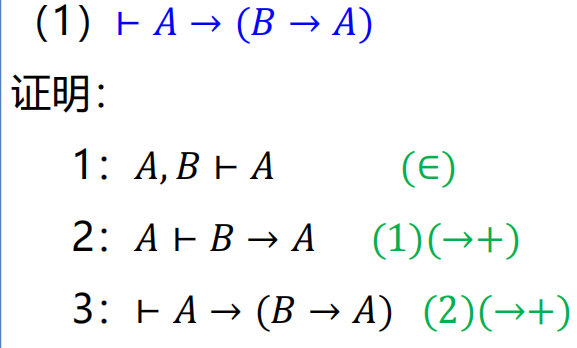 （1）⊢ A → (B → A)
证明：
1：A, B ⊢ A (∈)
2：A ⊢ B → A (1)(→+)
3：⊢ A → (B → A) (2)(→+)